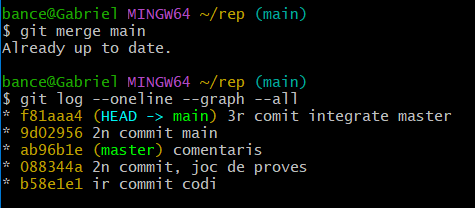 bance@Gabriel MINGW64 ~/rep (main)
$ git merge main
Already up to date.
bance@Gabriel MINGW64 ~/rep (main)
$ git log --oneline --graph --all
* f81aaa4 (HEAD -> main) 3r comit integrate master
* 9d02956 2n commit main
* ab96b1e (master) comentaris
* 088344a 2n commit, joc de proves
* b58e1e1 ir commit codi